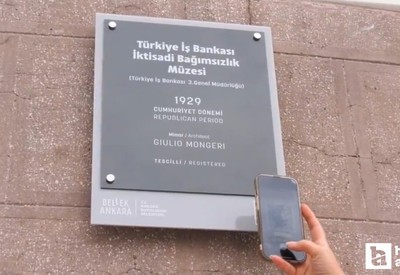 Türkiye İş Bankası
İktisadi Bağımsızlık
Müzesi
(Türkiye İş Bankası 3.Genel Müdürlüğü)
1929
CUMHURİYET DÖNEMİ
REPUBLICAN PERIOD
Mimar / Architect
GIULIO MONGERI
TESCİLLİ / REGISTERED
BELLEK
ANKARA